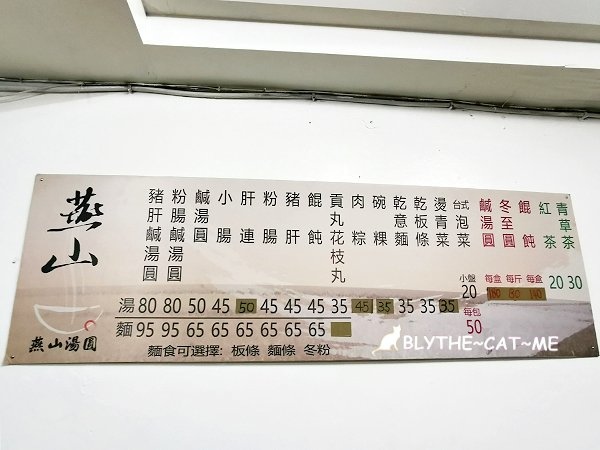 燕山
燕山湯圓
豬肝鹹湯圓
粉腸鹹湯圓
鹹湯圓
小腸
肝連
粉腸
豬肝
餛飩
貢丸花枝丸
肉粽
碗粿
乾意麵
乾板條
燙青菜
台式泡菜
鹹湯圓
冬至圓
餛飩
紅茶
青草茶
小盤 20
每包 50
每盒 每斤 每盒
180 80 140
20 30
湯 80 80 50 45 50 45 45 45 35 45 35 35 35 35
麵 95 95 65 65 65 65 65 65
麵食可選擇: 板條 麵條 冬粉
BLYTHE~CAT~ME